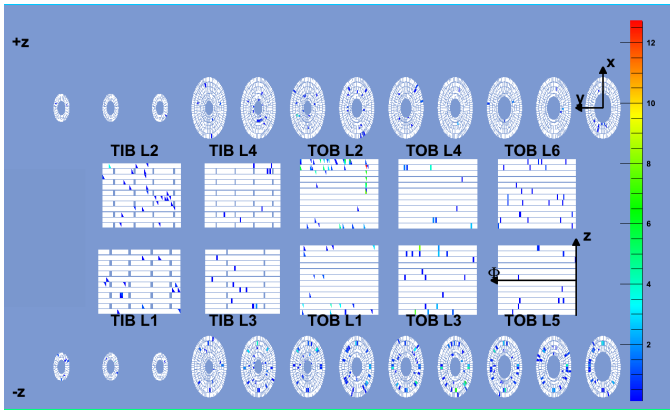 +z
x
y
12
TIB L2 TIB L4 TOB L2 TOB L4 TOB L6
10
8
z
6
Φ
4
TIB L1 TIB L3 TOB L1 TOB L3 TOB L5
2
-z